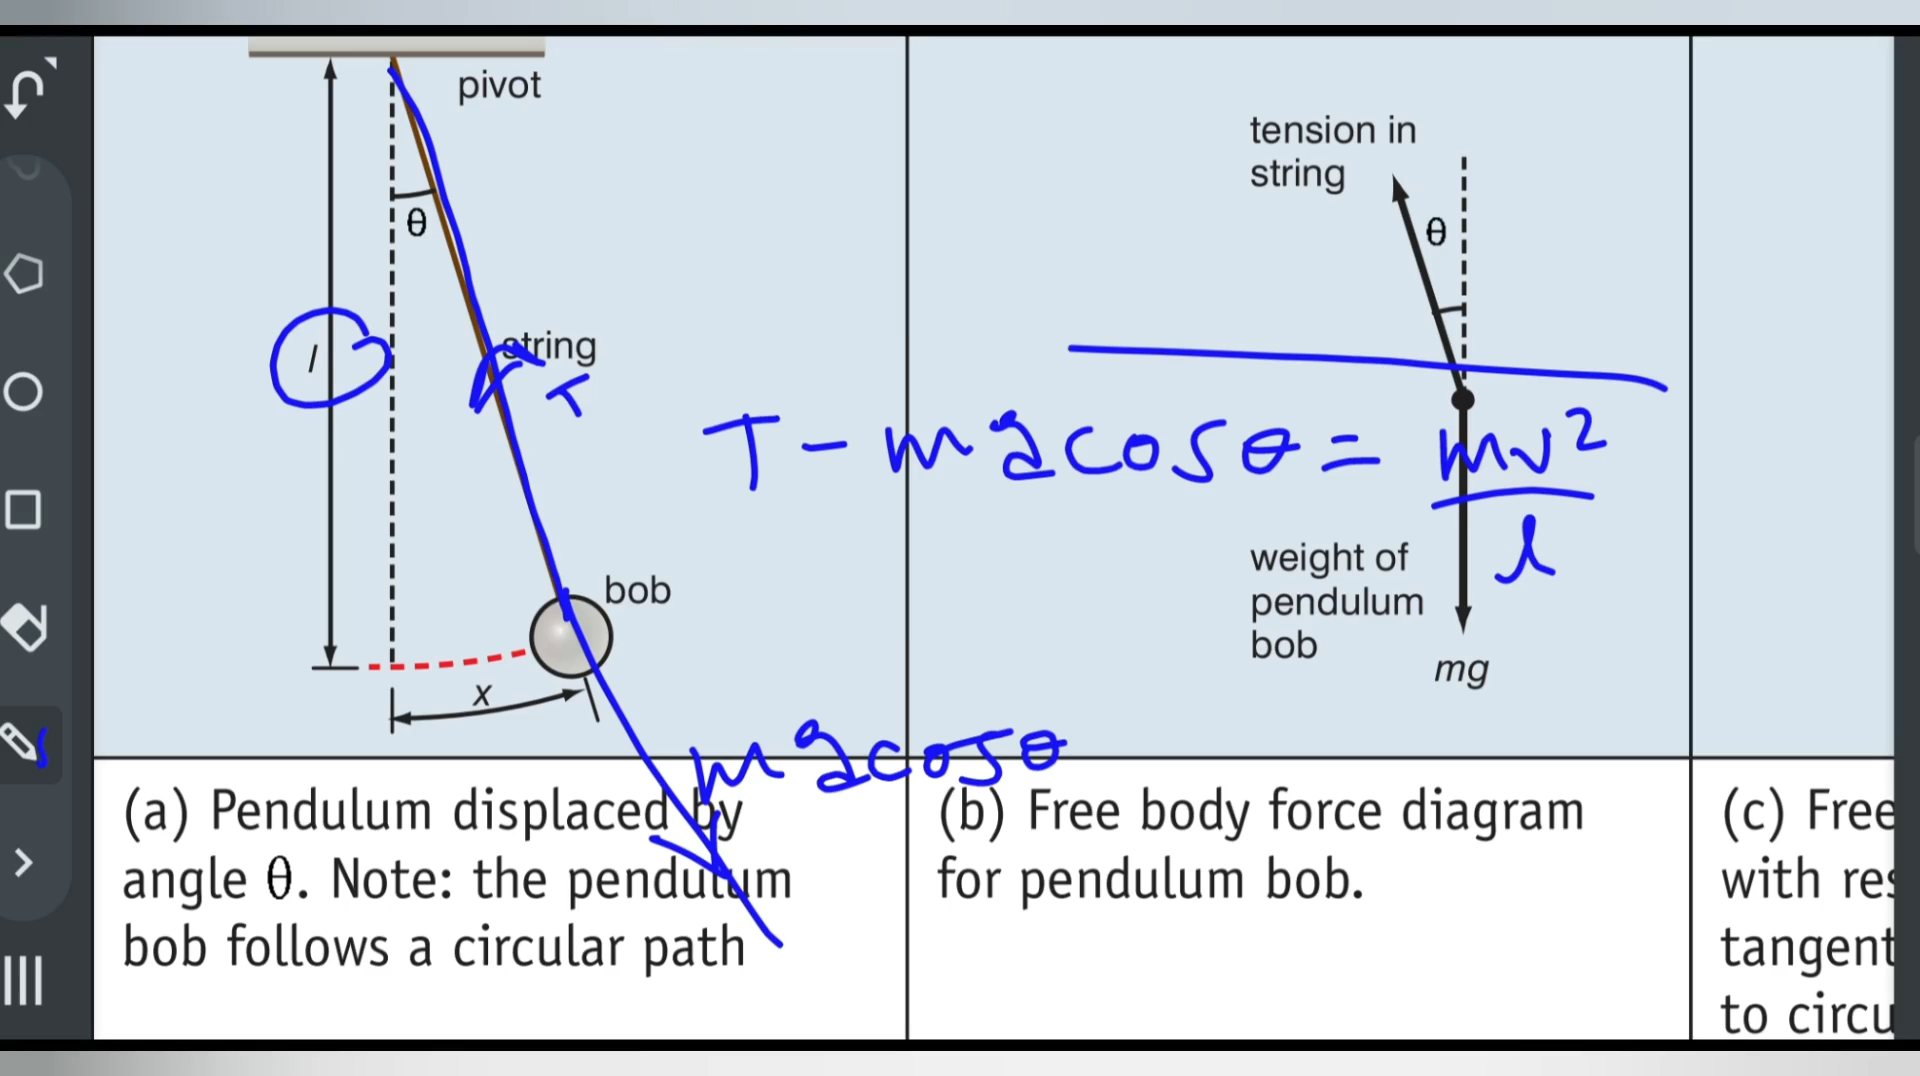 pivot
θ
l
string
T
bob
x
mgcosθ
(a) Pendulum displaced by
angle θ. Note: the pendulum
bob follows a circular path
tension in
string
θ
T - mgcosθ = mv²
l
weight of
pendulum
bob
mg
(b) Free body force diagram
for pendulum bob.
(c) Free
with res
tangent
to circu